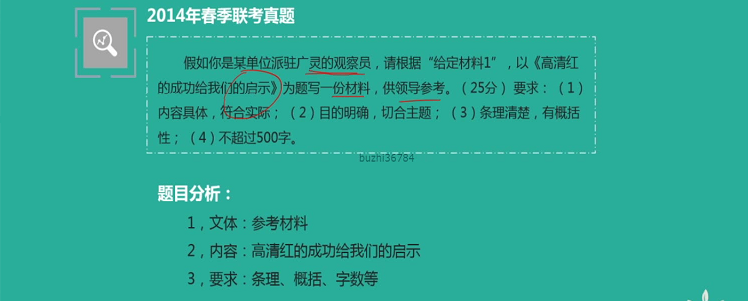 2014年春季联考真题
假如你是某单位派驻广灵的观察员，请根据“给定材料1”，以《高清红
的成功给我们的启示》为题写一份材料，供领导参考。（25分）要求：（1）
内容具体，符合实际；（2）目的明确，切合主题；（3）条理清楚，有概括
性；（4）不超过500字。
buzhi36784
题目分析：
1，文体：参考材料
2，内容：高清红的成功给我们的启示
3，要求：条理、概括、字数等